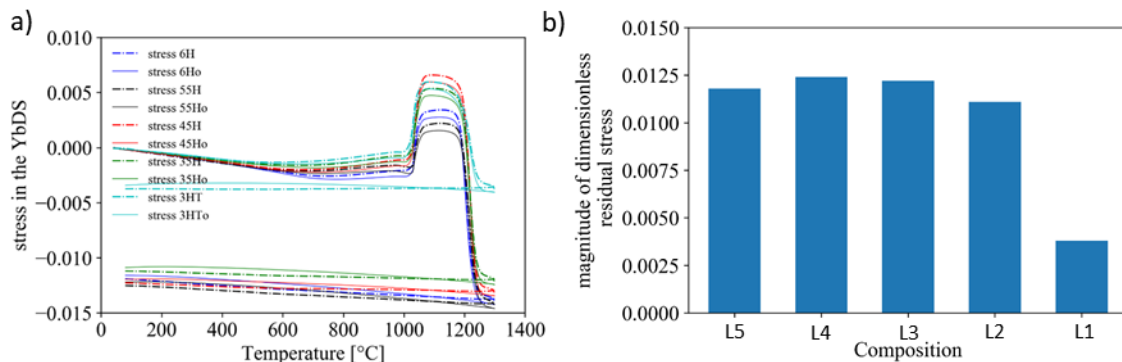 a)
stress in the YbDS
0.010
0.005
0.000
−0.005
−0.010
−0.015
stress 6H
stress 6Ho
stress 55H
stress 55Ho
stress 45H
stress 45Ho
stress 35H
stress 35Ho
stress 3HT
stress 3HTo
0 200 400 600 800 1000 1200 1400
Temperature [°C]
b)
magnitude of dimensionless
residual stress
0.0150
0.0125
0.0100
0.0075
0.0050
0.0025
0.0000
L5 L4 L3 L2 L1
Composition